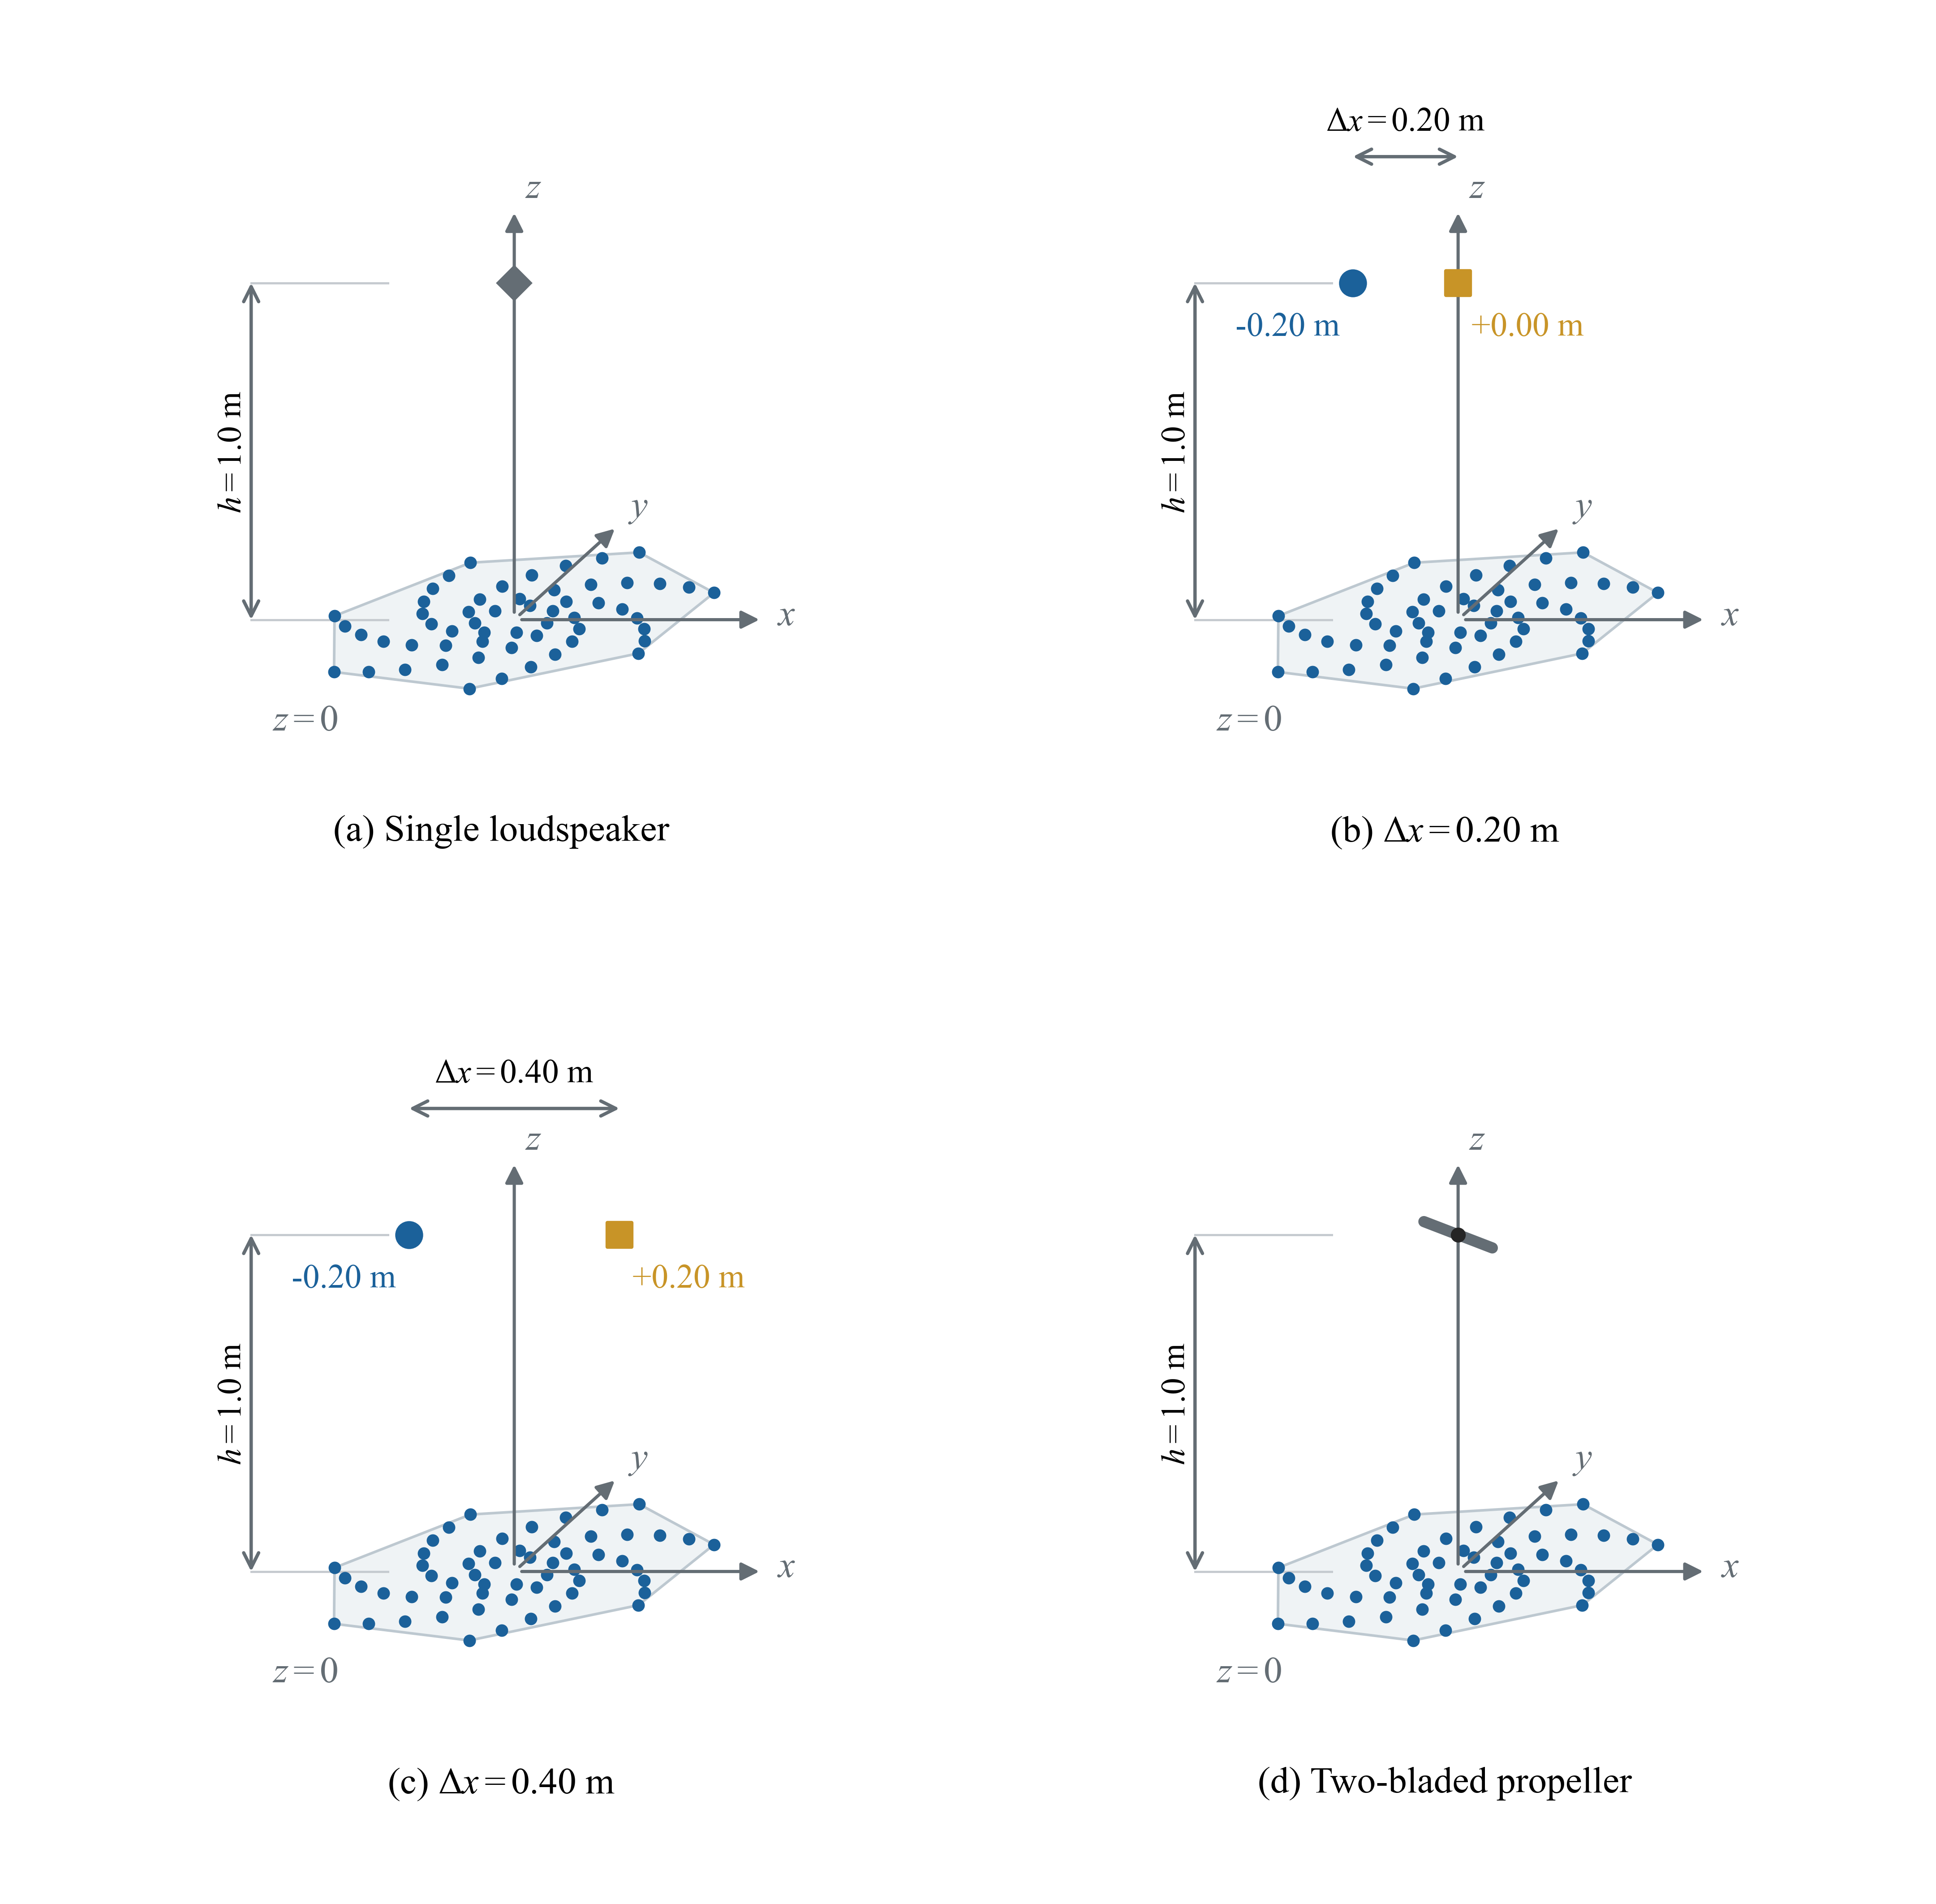 z
h = 1.0 m
y
x
z = 0
(a) Single loudspeaker
Δx = 0.20 m
z
-0.20 m
+0.00 m
h = 1.0 m
y
x
z = 0
(b) Δx = 0.20 m
Δx = 0.40 m
z
-0.20 m
+0.20 m
h = 1.0 m
y
x
z = 0
(c) Δx = 0.40 m
z
h = 1.0 m
y
x
z = 0
(d) Two-bladed propeller